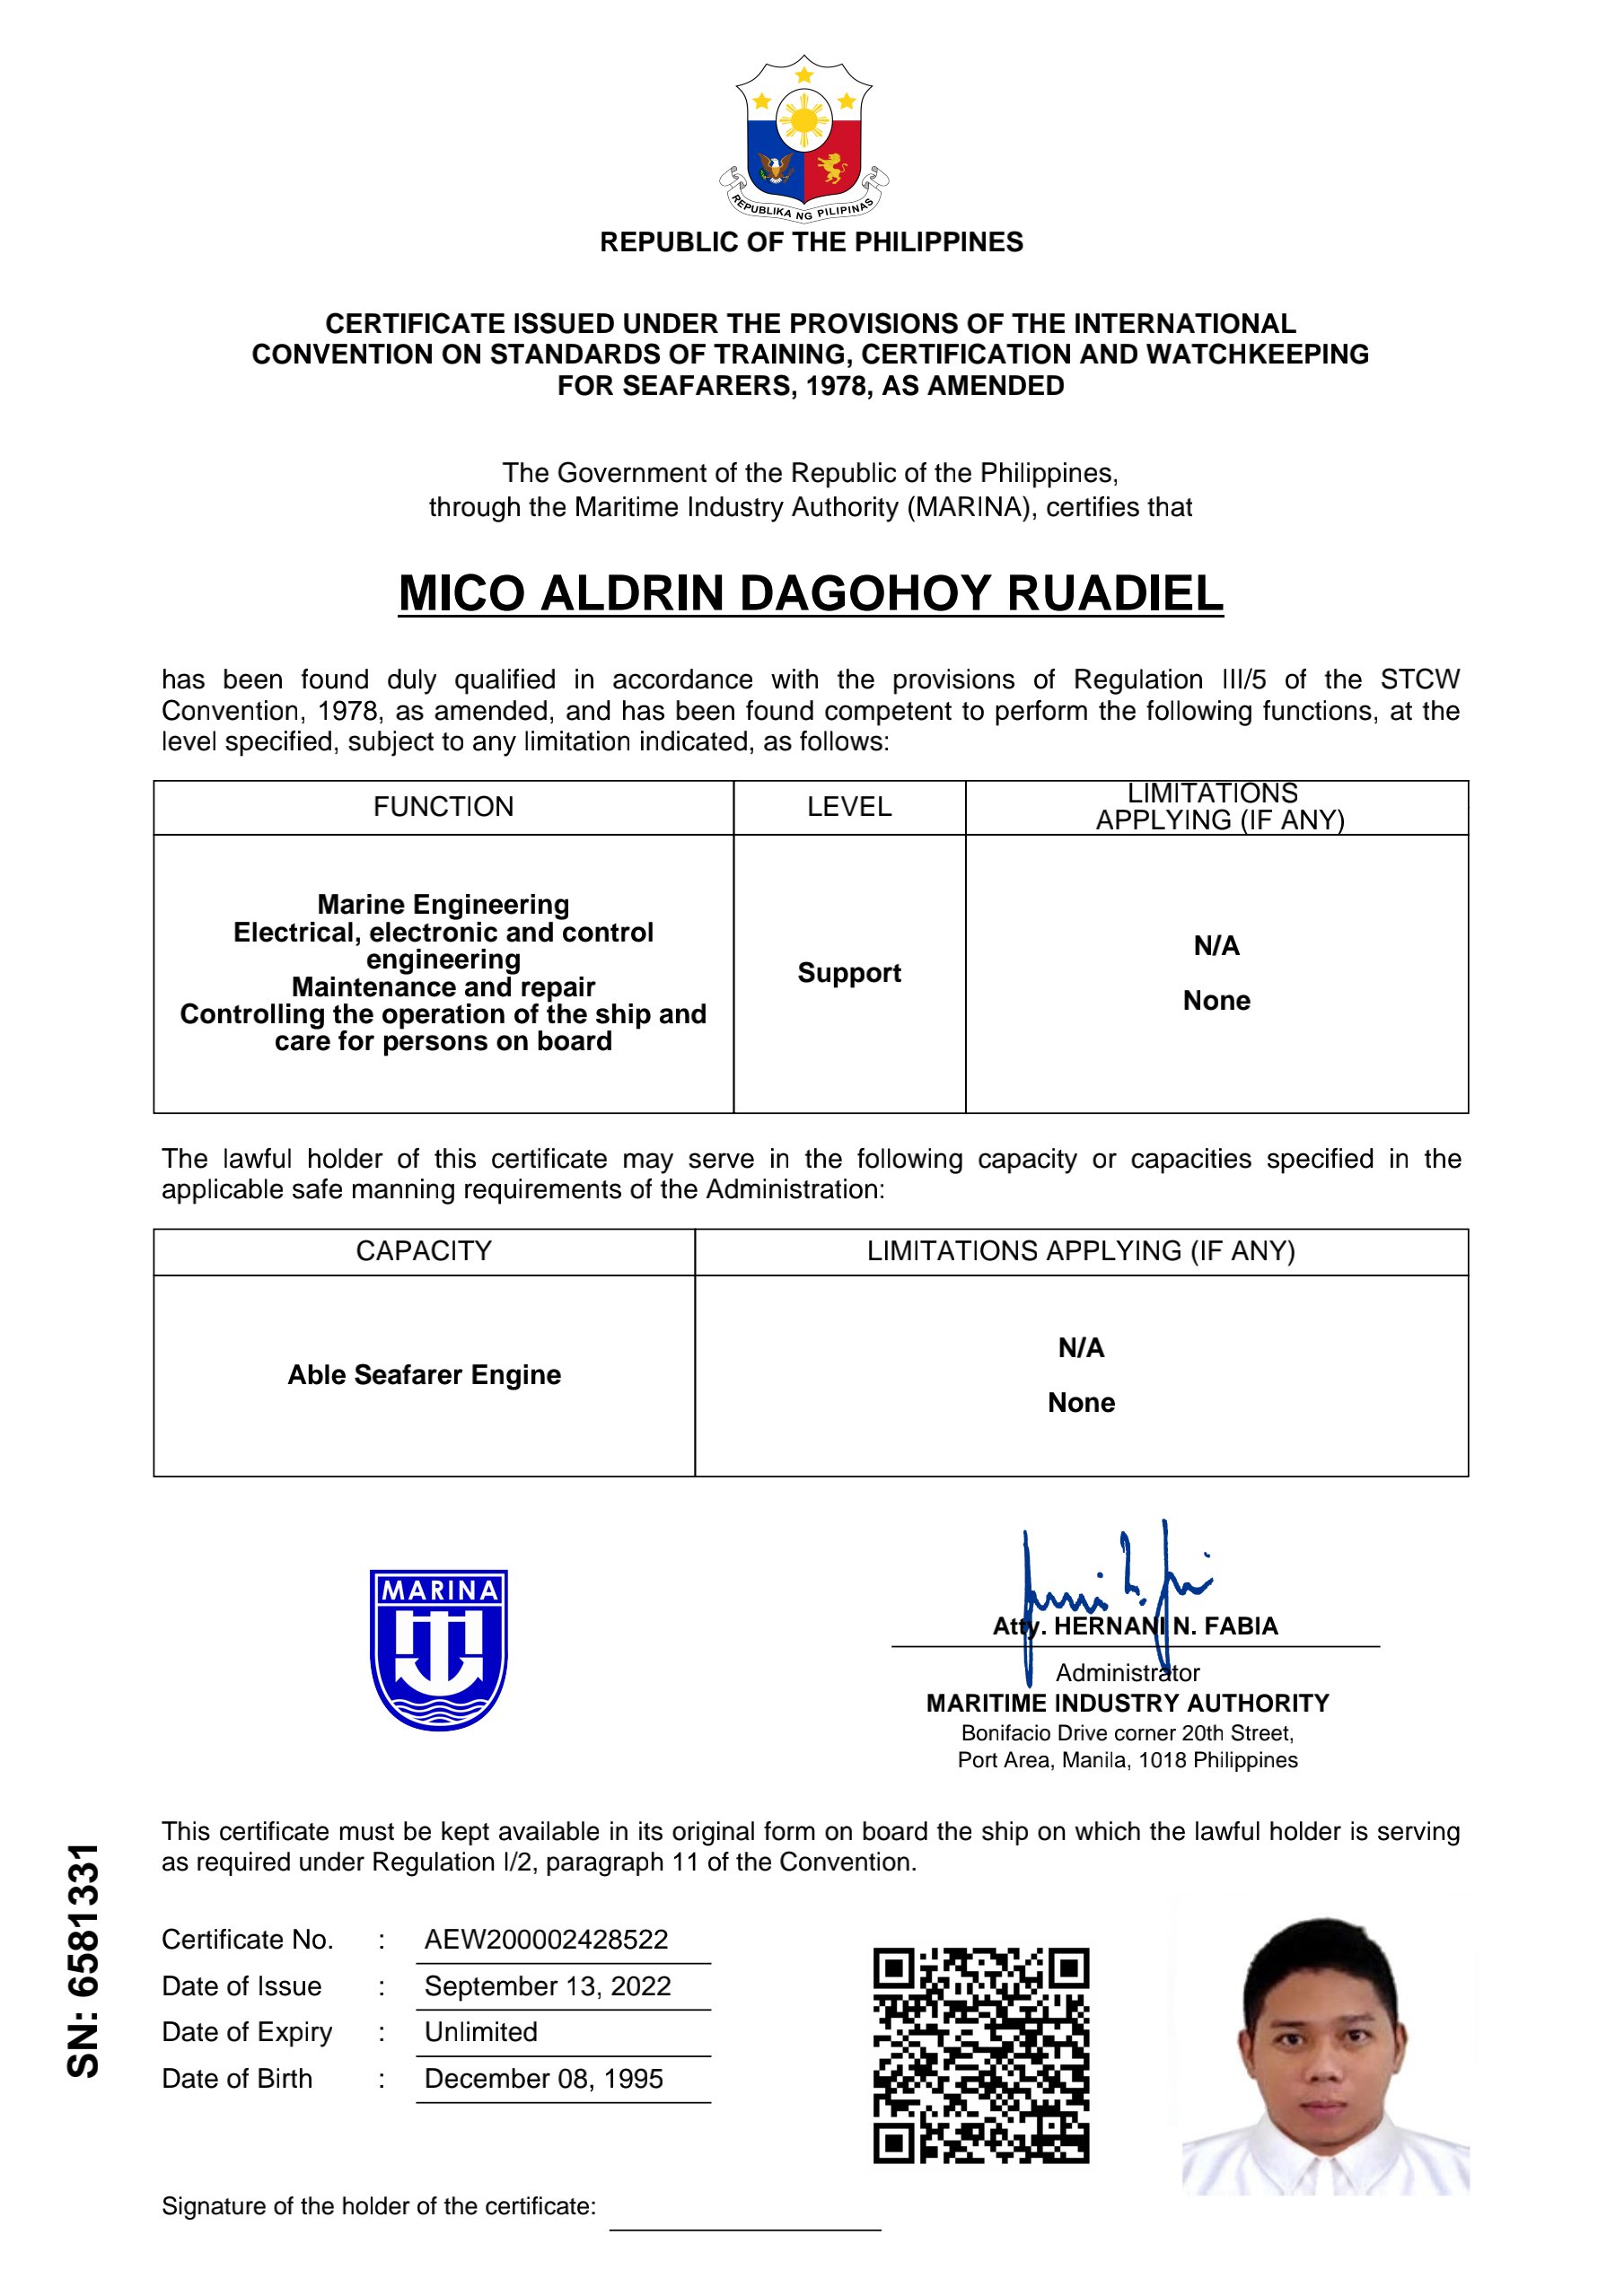 REPUBLIKA NG PILIPINAS
REPUBLIC OF THE PHILIPPINES
CERTIFICATE ISSUED UNDER THE PROVISIONS OF THE INTERNATIONAL
CONVENTION ON STANDARDS OF TRAINING, CERTIFICATION AND WATCHKEEPING
FOR SEAFARERS, 1978, AS AMENDED
The Government of the Republic of the Philippines,
through the Maritime Industry Authority (MARINA), certifies that
MICO ALDRIN DAGOHOY RUADIEL
has been found duly qualified in accordance with the provisions of Regulation III/5 of the STCW
Convention, 1978, as amended, and has been found competent to perform the following functions, at the
level specified, subject to any limitation indicated, as follows:
FUNCTION
LEVEL
LIMITATIONS
APPLYING (IF ANY)
Marine Engineering
Electrical, electronic and control
engineering
Maintenance and repair
Controlling the operation of the ship and
care for persons on board
Support
N/A
None
The lawful holder of this certificate may serve in the following capacity or capacities specified in the
applicable safe manning requirements of the Administration:
CAPACITY
LIMITATIONS APPLYING (IF ANY)
Able Seafarer Engine
N/A
None
MARINA
Atty. HERNANI N. FABIA
Administrator
MARITIME INDUSTRY AUTHORITY
Bonifacio Drive corner 20th Street,
Port Area, Manila, 1018 Philippines
This certificate must be kept available in its original form on board the ship on which the lawful holder is serving
as required under Regulation I/2, paragraph 11 of the Convention.
SN: 6581331
Certificate No. : AEW200002428522
Date of Issue : September 13, 2022
Date of Expiry : Unlimited
Date of Birth : December 08, 1995
Signature of the holder of the certificate: